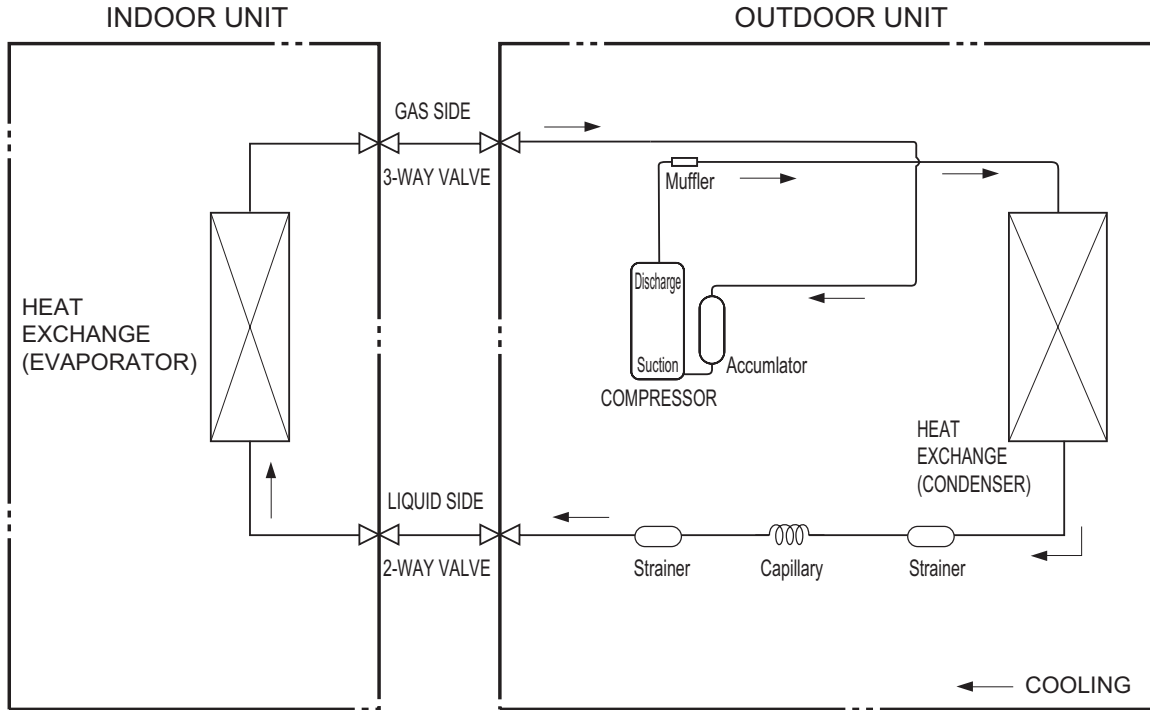 INDOOR UNIT
OUTDOOR UNIT
GAS SIDE
3-WAY VALVE
Muffler
Discharge
Suction
Accumlator
COMPRESSOR
HEAT
EXCHANGE
(EVAPORATOR)
HEAT
EXCHANGE
(CONDENSER)
LIQUID SIDE
2-WAY VALVE
Strainer
Capillary
Strainer
COOLING